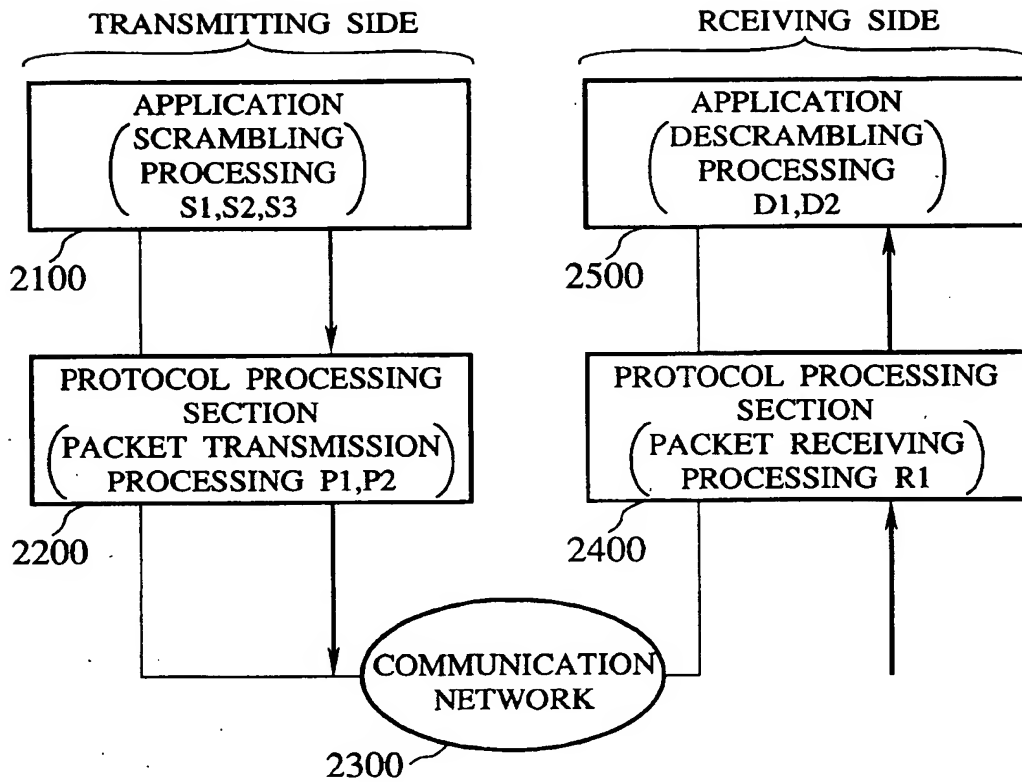 TRANSMITTING SIDE
APPLICATION
SCRAMBLING
PROCESSING
S1,S2,S3
2100
PROTOCOL PROCESSING
SECTION
PACKET TRANSMISSION
PROCESSING P1,P2
2200
RCEIVING SIDE
APPLICATION
DESCRAMBLING
PROCESSING
D1,D2
2500
PROTOCOL PROCESSING
SECTION
PACKET RECEIVING
PROCESSING R1
2400
COMMUNICATION
NETWORK
2300